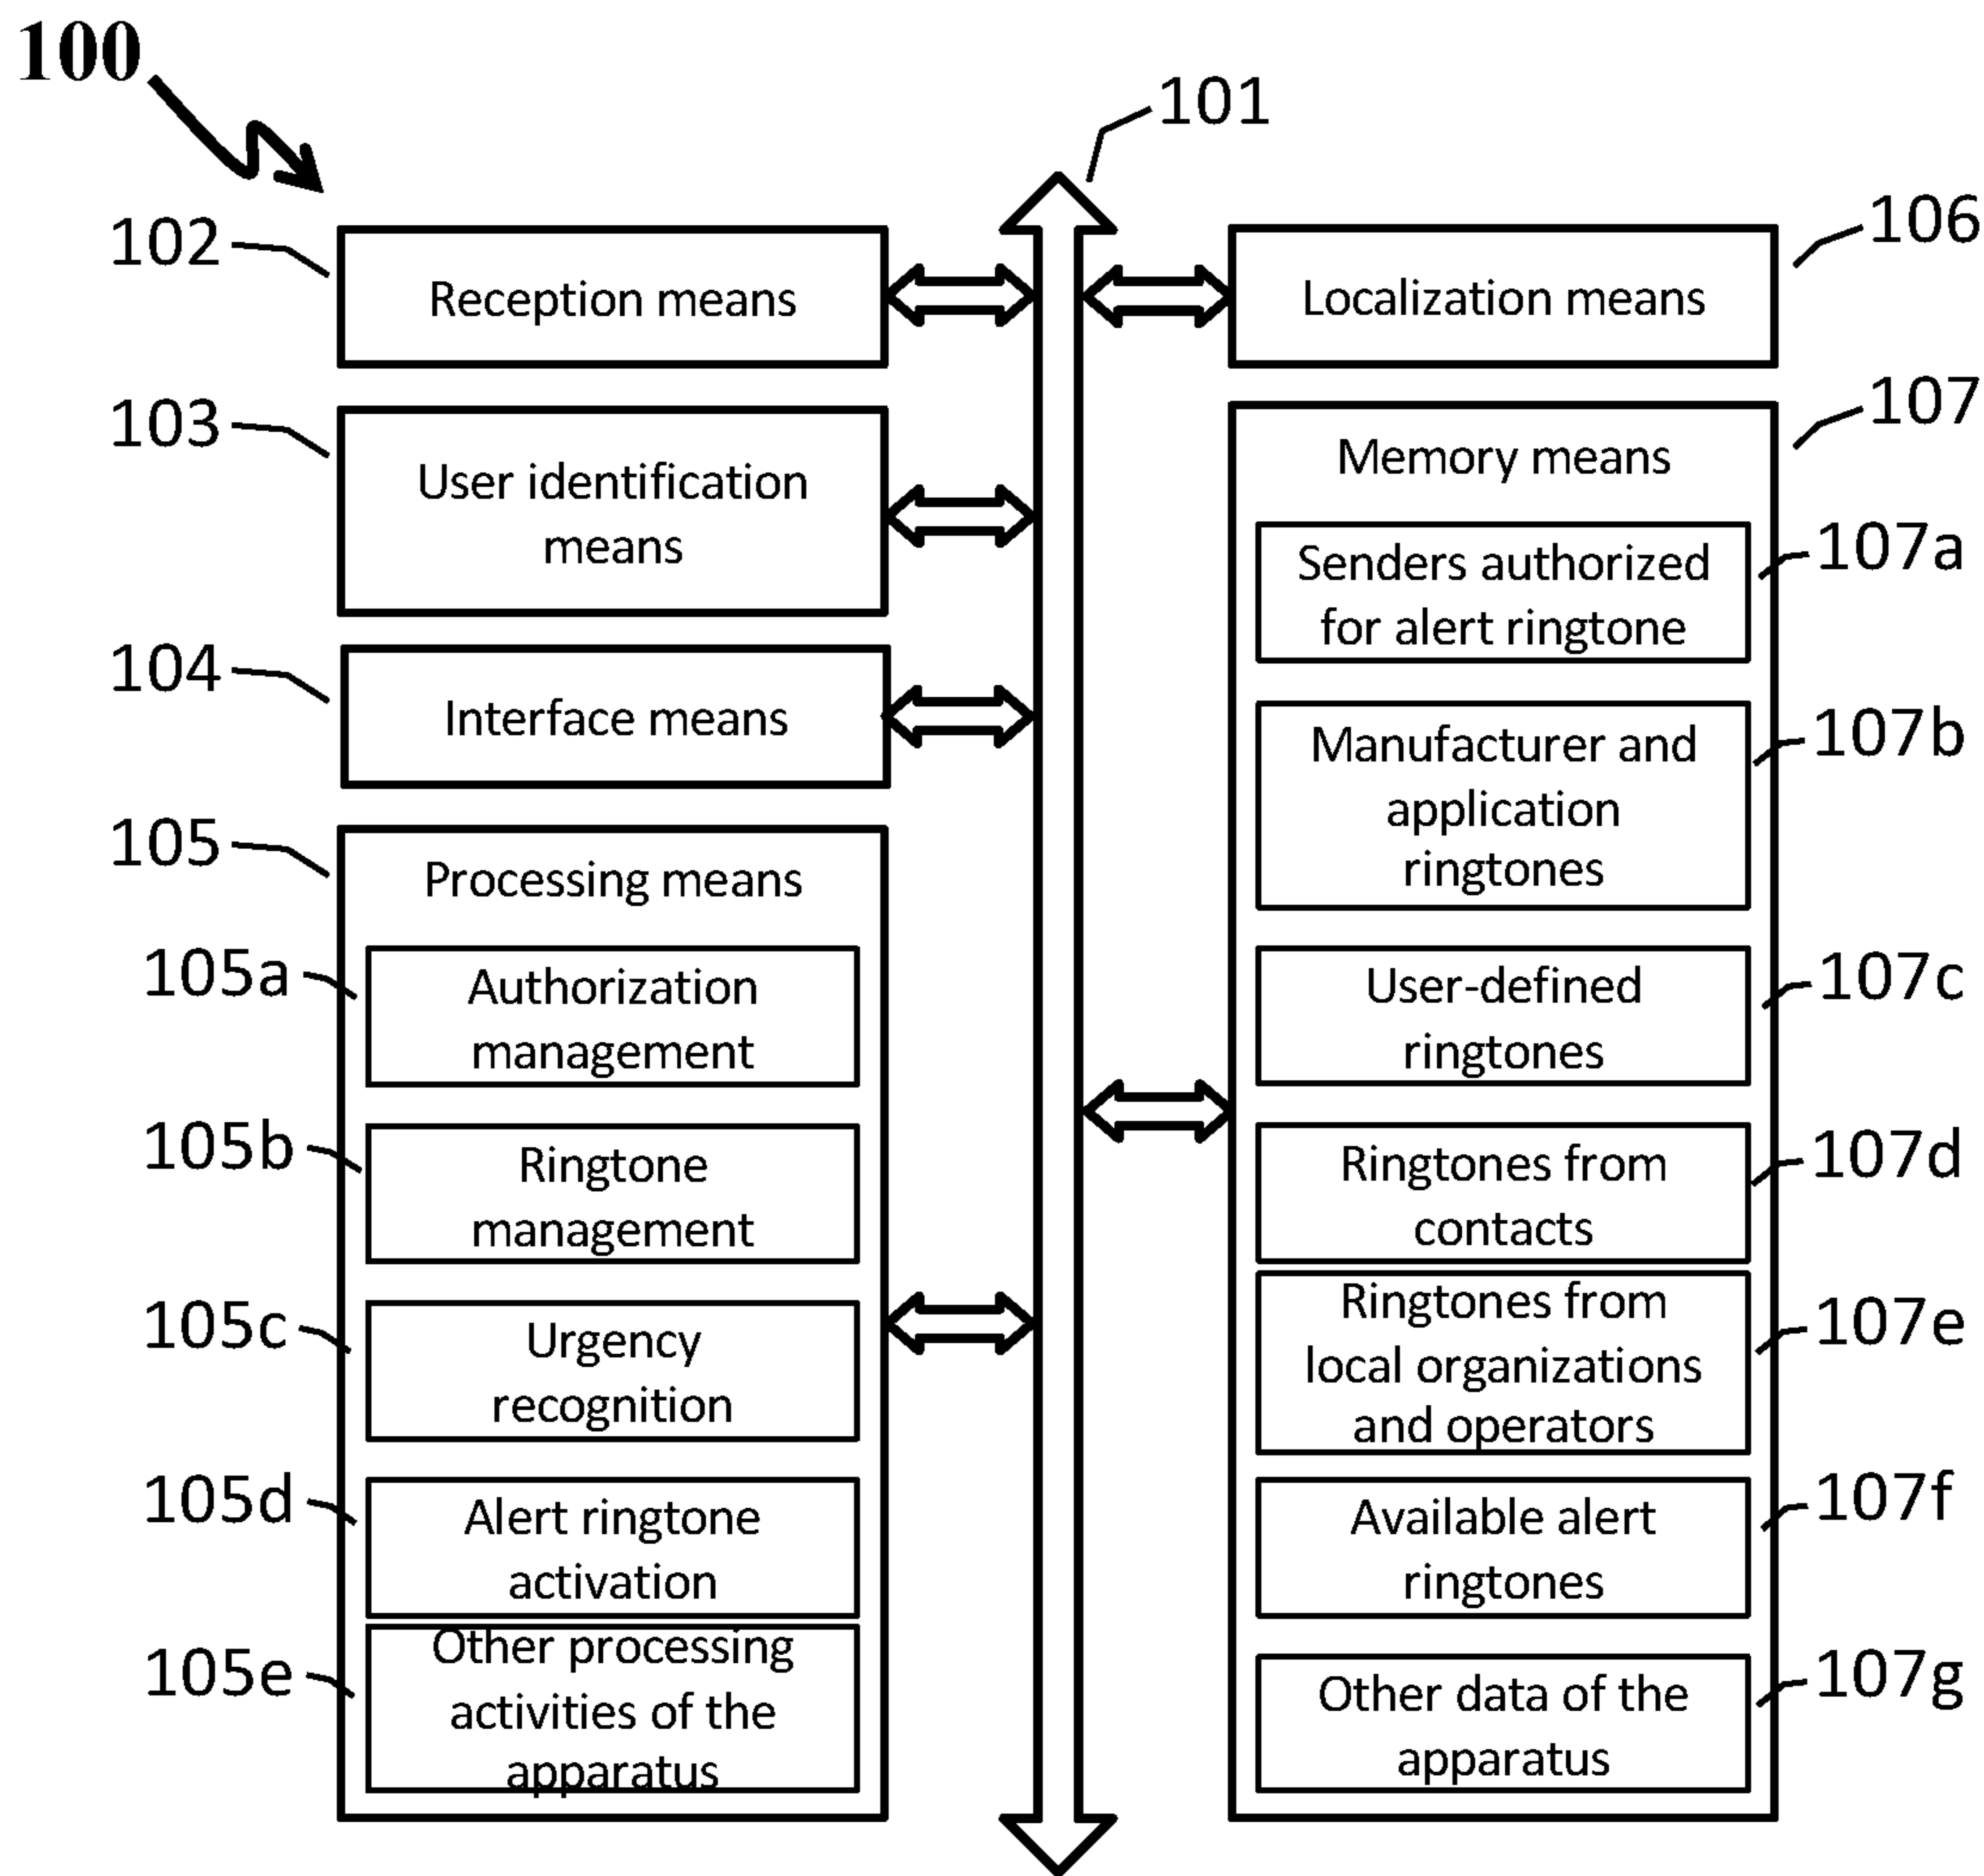 100
101
102
Reception means
103
User identification
means
104
Interface means
105
Processing means
105a
Authorization
management
105b
Ringtone
management
105c
Urgency
recognition
105d
Alert ringtone
activation
105e
Other processing
activities of the
apparatus
106
Localization means
107
Memory means
107a
Senders authorized
for alert ringtone
107b
Manufacturer and
application
ringtones
107c
User-defined
ringtones
107d
Ringtones from
contacts
107e
Ringtones from
local organizations
and operators
107f
Available alert
ringtones
107g
Other data of the
apparatus